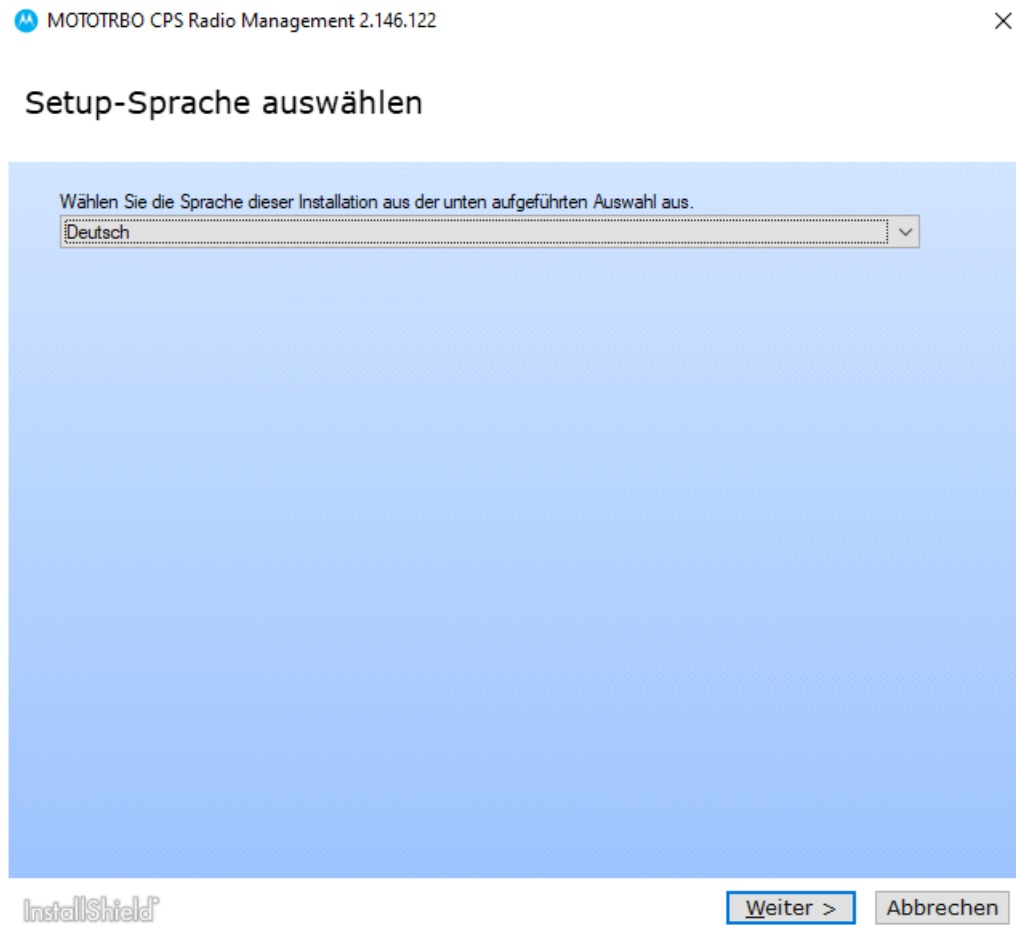 MOTOTRBO CPS Radio Management 2.146.122
Setup-Sprache auswählen
Wählen Sie die Sprache dieser Installation aus der unten aufgeführten Auswahl aus.
Deutsch
InstallShield
Weiter >
Abbrechen